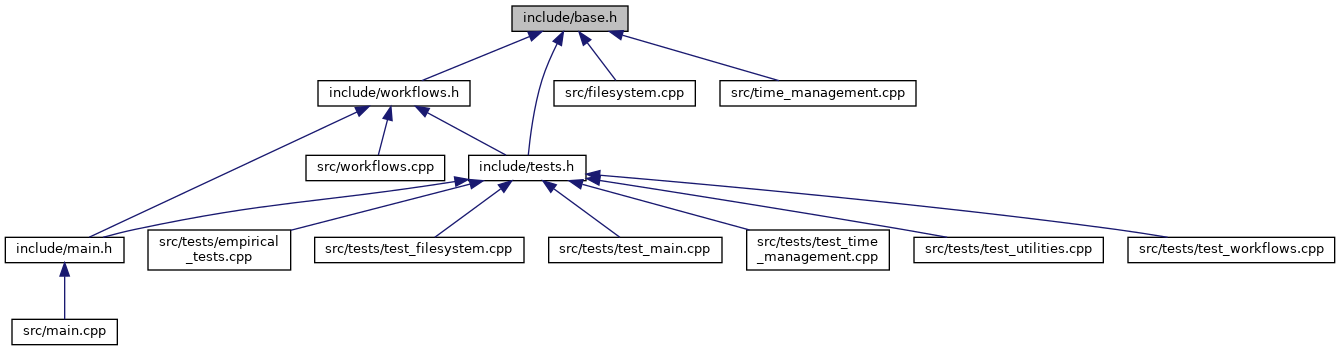 include/base.h
include/workflows.h
src/filesystem.cpp
src/time_management.cpp
src/workflows.cpp
include/tests.h
include/main.h
src/tests/empirical
_tests.cpp
src/tests/test_filesystem.cpp
src/tests/test_main.cpp
src/tests/test_time
_management.cpp
src/tests/test_utilities.cpp
src/tests/test_workflows.cpp
src/main.cpp